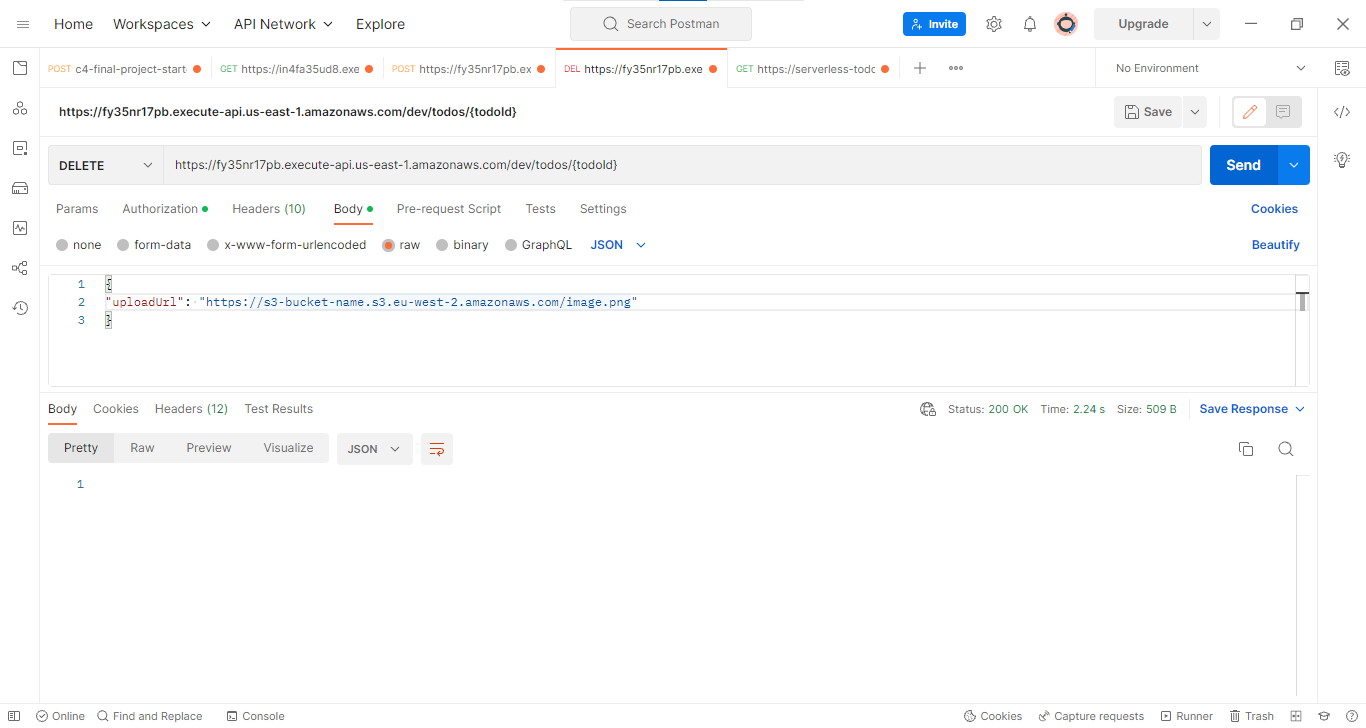 Home Workspaces API Network Explore Search Postman Invite Upgrade
POST c4-final-project-start GET https://in4fa35ud8.exe POST https://fy35nr17pb.ex DEL https://fy35nr17pb.exe GET https://serverless-todo No Environment
https://fy35nr17pb.execute-api.us-east-1.amazonaws.com/dev/todos/{todoId} Save
DELETE https://fy35nr17pb.execute-api.us-east-1.amazonaws.com/dev/todos/{todoId} Send
Params Authorization Headers (10) Body Pre-request Script Tests Settings Cookies
none form-data x-www-form-urlencoded raw binary GraphQL JSON Beautify
1 {
2 "uploadUrl": "https://s3-bucket-name.s3.eu-west-2.amazonaws.com/image.png"
3 }
Body Cookies Headers (12) Test Results Status: 200 OK Time: 2.24 s Size: 509 B Save Response
Pretty Raw Preview Visualize JSON
1
Online Find and Replace Console Cookies Capture requests Runner Trash